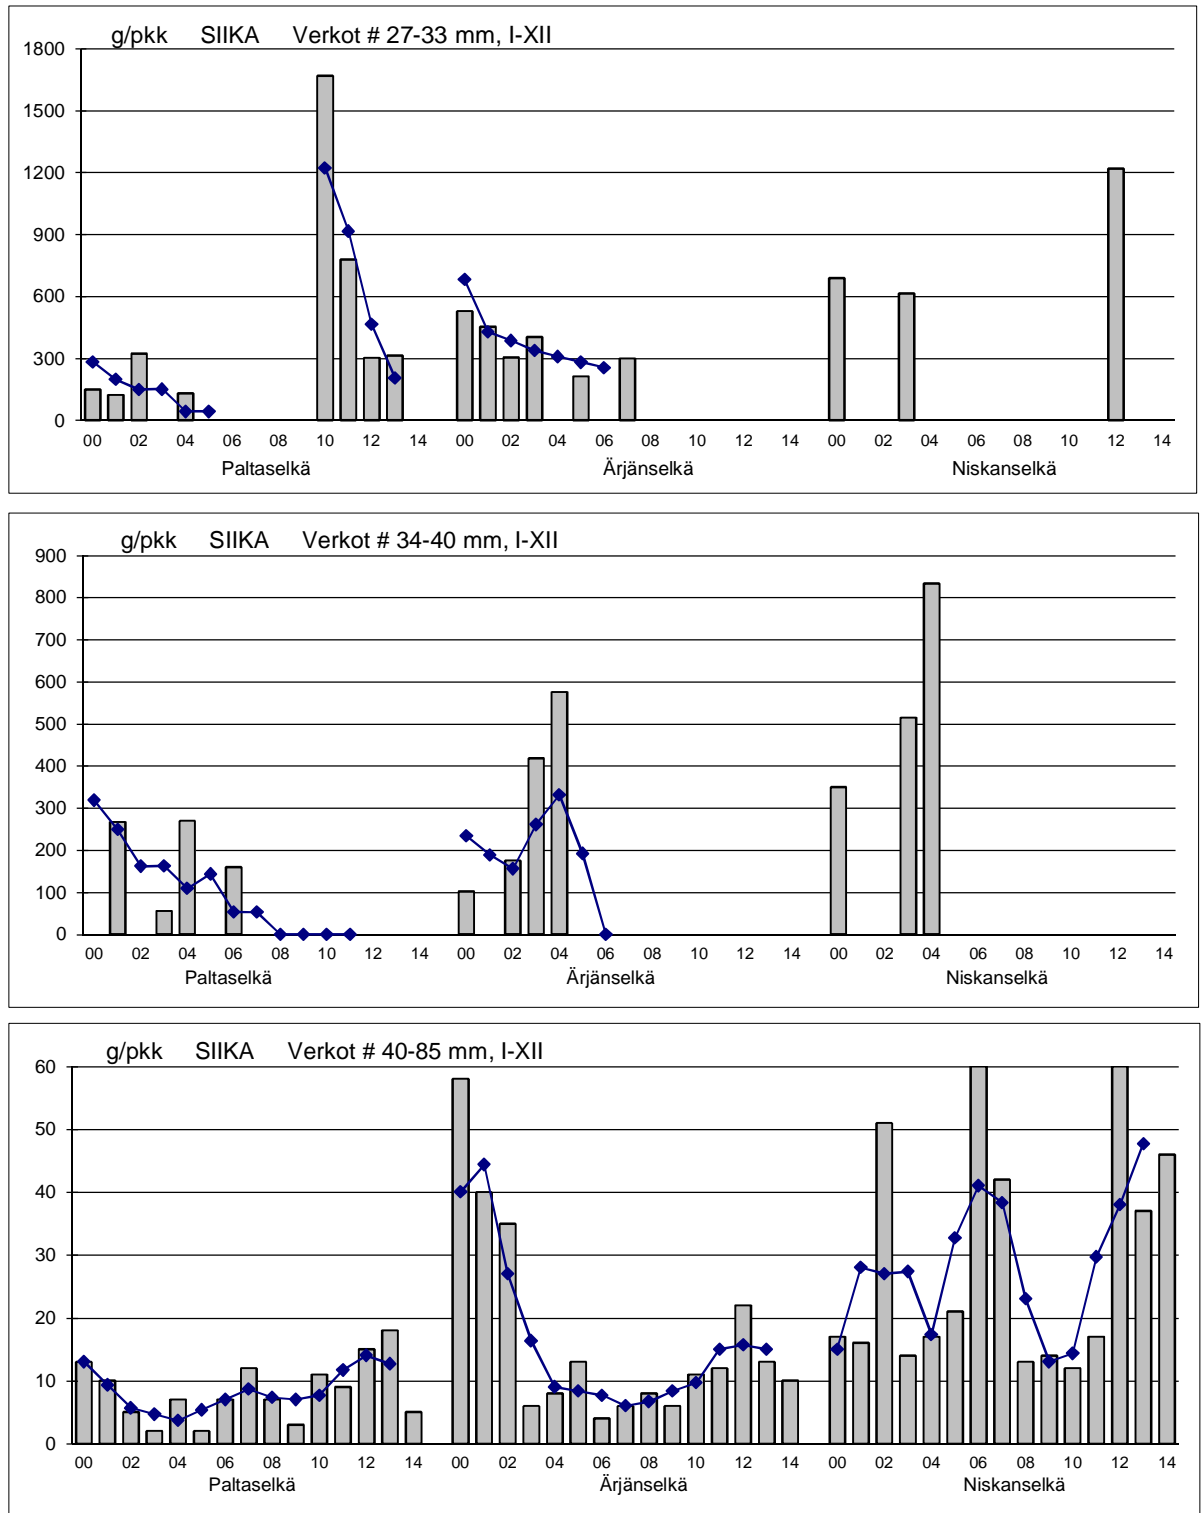 g/pkk SIIKA Verkot # 27-33 mm, I-XII
1800
1500
1200
900
600
300
0
00 02 04 06 08 10 12 14 00 02 04 06 08 10 12 14 00 02 04 06 08 10 12 14
Paltaselkä Ärjänselkä Niskanselkä
g/pkk SIIKA Verkot # 34-40 mm, I-XII
900
800
700
600
500
400
300
200
100
0
00 02 04 06 08 10 12 14 00 02 04 06 08 10 12 14 00 02 04 06 08 10 12 14
Paltaselkä Ärjänselkä Niskanselkä
g/pkk SIIKA Verkot # 40-85 mm, I-XII
60
50
40
30
20
10
0
00 02 04 06 08 10 12 14 00 02 04 06 08 10 12 14 00 02 04 06 08 10 12 14
Paltaselkä Ärjänselkä Niskanselkä